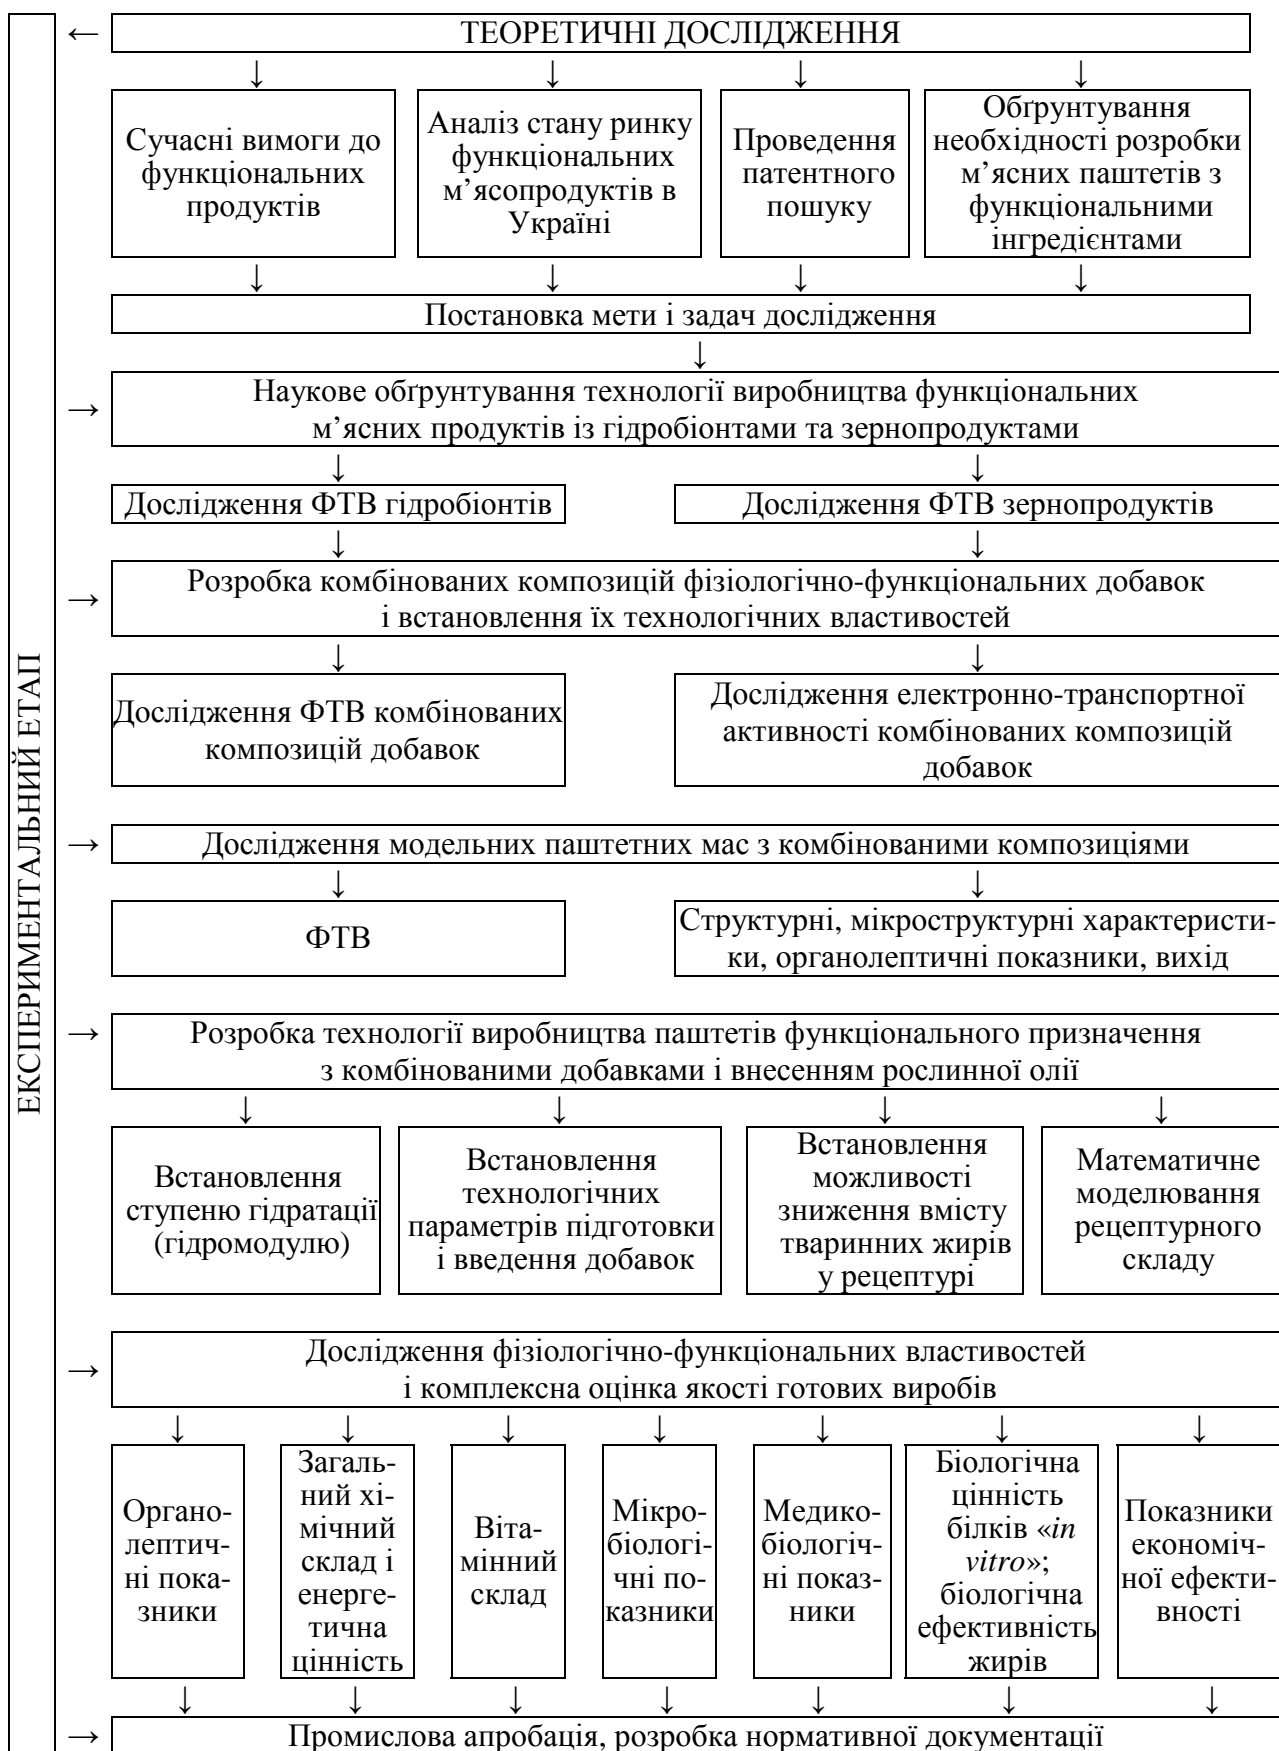 ТЕОРЕТИЧНІ ДОСЛІДЖЕННЯ
Сучасні вимоги до
функціональних
продуктів
Аналіз стану ринку
функціональних
м’ясопродуктів в
Україні
Проведення
патентного
пошуку
Обґрунтування
необхідності розробки
м’ясних паштетів з
функціональними
інгредієнтами
Постановка мети і задач дослідження
ЕКСПЕРИМЕНТАЛЬНИЙ ЕТАП
Наукове обґрунтування технології виробництва функціональних
м’ясних продуктів із гідробіонтами та зернопродуктами
Дослідження ФТВ гідробіонтів
Дослідження ФТВ зернопродуктів
Розробка комбінованих композицій фізіологічно-функціональних добавок
і встановлення їх технологічних властивостей
Дослідження ФТВ комбінованих
композицій добавок
Дослідження електронно-транспортної
активності комбінованих композицій
добавок
Дослідження модельних паштетних мас з комбінованими композиціями
ФТВ
Структурні, мікроструктурні характеристи-
ки, органолептичні показники, вихід
Розробка технології виробництва паштетів функціонального призначення
з комбінованими добавками і внесенням рослинної олії
Встановлення
ступеню гідратації
(гідромодулю)
Встановлення
технологічних
параметрів підготовки
і введення добавок
Встановлення
можливості
зниження вмісту
тваринних жирів
у рецептурі
Математичне
моделювання
рецептурного
складу
Дослідження фізіологічно-функціональних властивостей
і комплексна оцінка якості готових виробів
Органо-
лептич-
ні пока-
зники
Загаль-
ний хі-
мічний
склад і
енерге-
тична
цінність
Віта-
мінний
склад
Мікро-
біологі-
чні по-
казники
Медико-
біологіч-
ні показ-
ники
Біологічна
цінність
білків «in
vitro»;
біологічна
ефективність
жирів
Показники
економіч-
ної ефекти-
вності
Промислова апробація, розробка нормативної документації